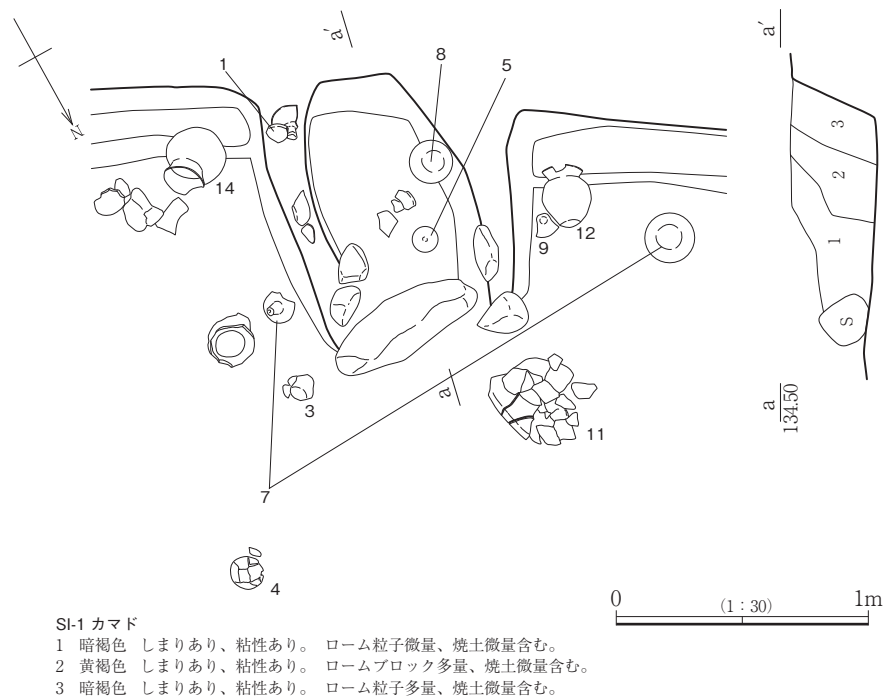 a′
a′
1
8
5
N
14
9
12
3
2
1
S
7
3
11
a
a
134.50
4
0
(1：30)
1m
SI-1 カマド
1 暗褐色 しまりあり、粘性あり。 ローム粒子微量、焼土微量含む。
2 黄褐色 しまりあり、粘性あり。 ロームブロック多量、焼土微量含む。
3 暗褐色 しまりあり、粘性あり。 ローム粒子多量、焼土微量含む。